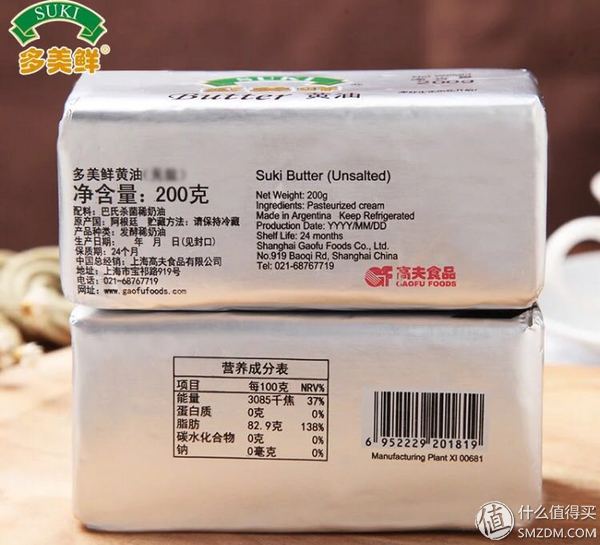 SUKI
多美鲜®
Butter 黄油
200g
多美鲜黄油
净含量：200克
配料：巴氏杀菌稀奶油
原产国：阿根廷 贮藏方法：请保持冷藏
产品种类：发酵稀奶油
生产日期： 年 月 日(见封口)
保质期：24个月
中国总经销：上海高夫食品有限公司
地址：上海市宝祁路919号
电话：021-68767719
网址：www.gaofufoods.com
Suki Butter (Unsalted)
Net Weight: 200g
Ingredients: Pasteurized cream
Made in Argentina Keep Refrigerated
Production Date: YYYY/MM/DD
Shelf Life: 24 months
Shanghai Gaofu Foods Co., Ltd.
No.919 Baoqi Rd, Shanghai China
Tel: 021-68767719
GF 高夫食品
GAOFU FOODS
营养成分表
项目 每100克 NRV%
能量 3085千焦 37%
蛋白质 0克 0%
脂肪 82.9克 138%
碳水化合物 0克 0%
钠 0毫克 0%
6 952229 201819
Manufacturing Plant XI 00681
值 什么值得买
SMZDM.COM